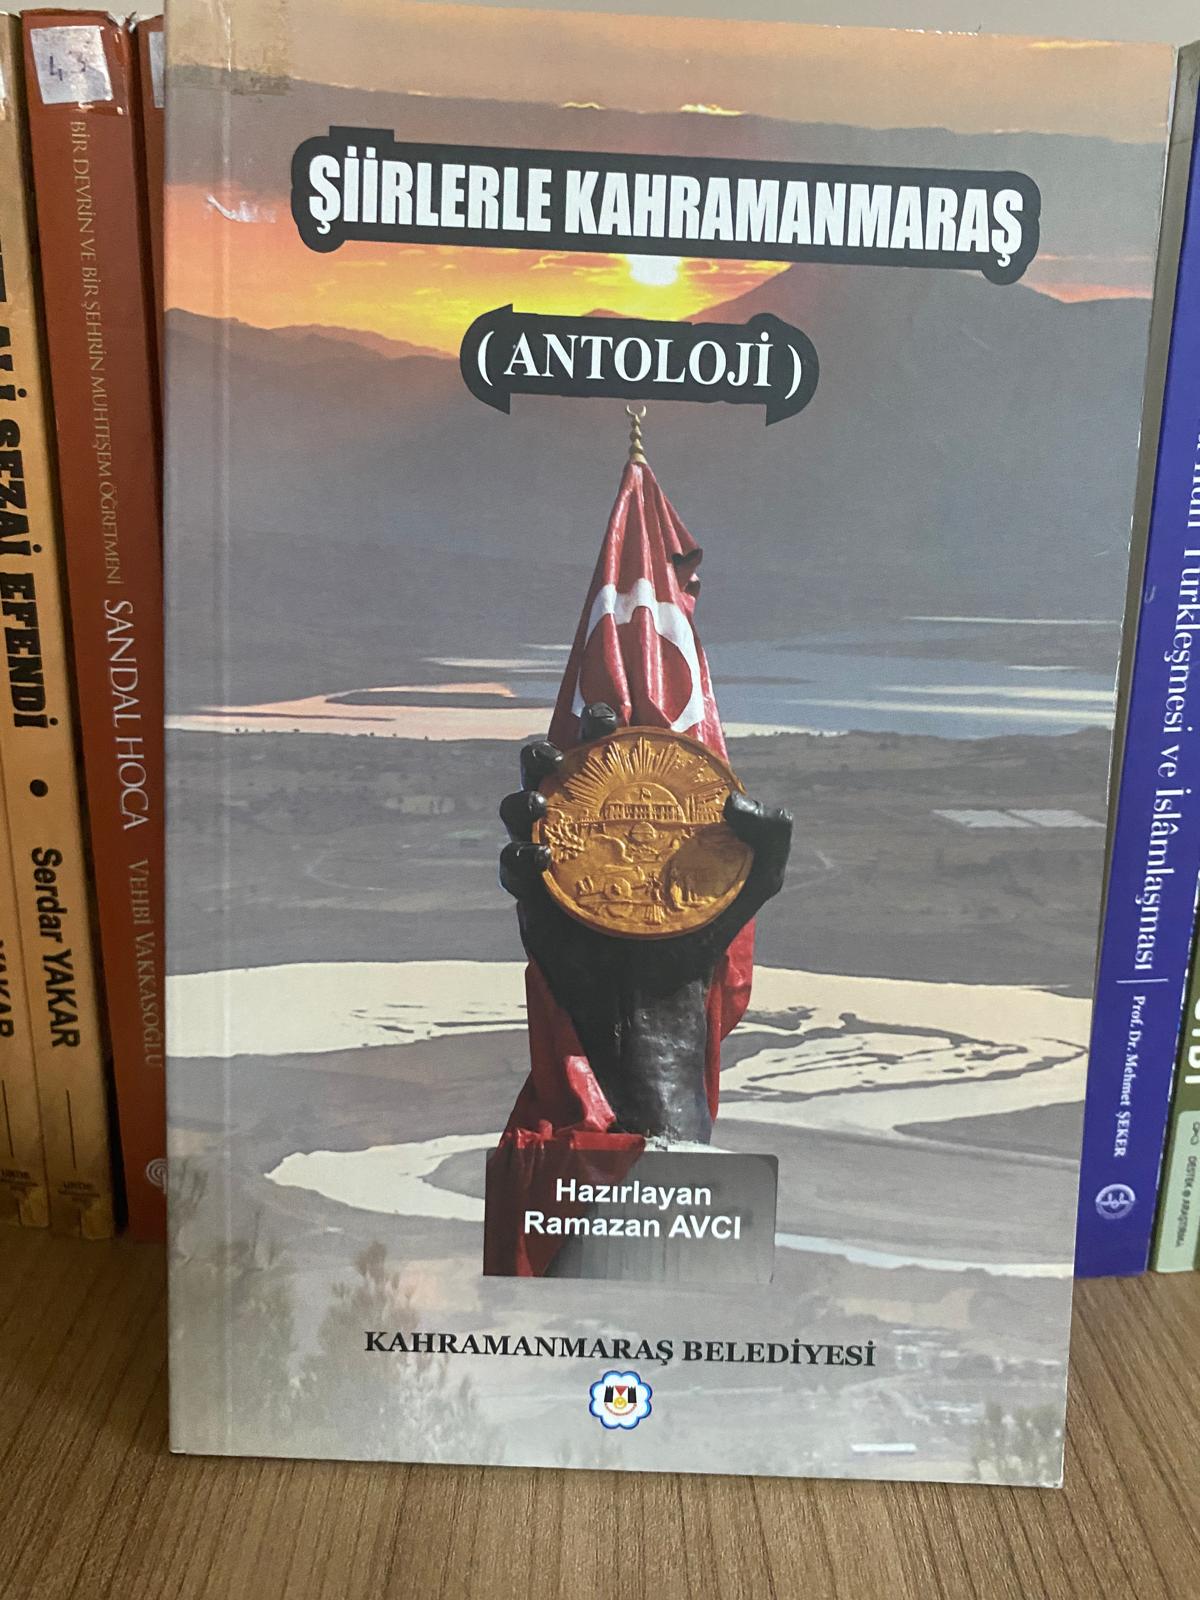 ŞİİRLERLE KAHRAMANMARAŞ
( ANTOLOJİ )
Hazırlayan
Ramazan AVCI
KAHRAMANMARAŞ BELEDİYESİ
SEZAİ EFENDİ • Serdar YAKAR
BİR DEVRİN VE BİR ŞEHRİN MUHTEŞEM ÖĞRETMENİ SANDAL HOCA VEHBİ VAKKASOĞLU
Türkleşmesi ve İslâmlaşması | Prof. Dr. Mehmet ŞEKER